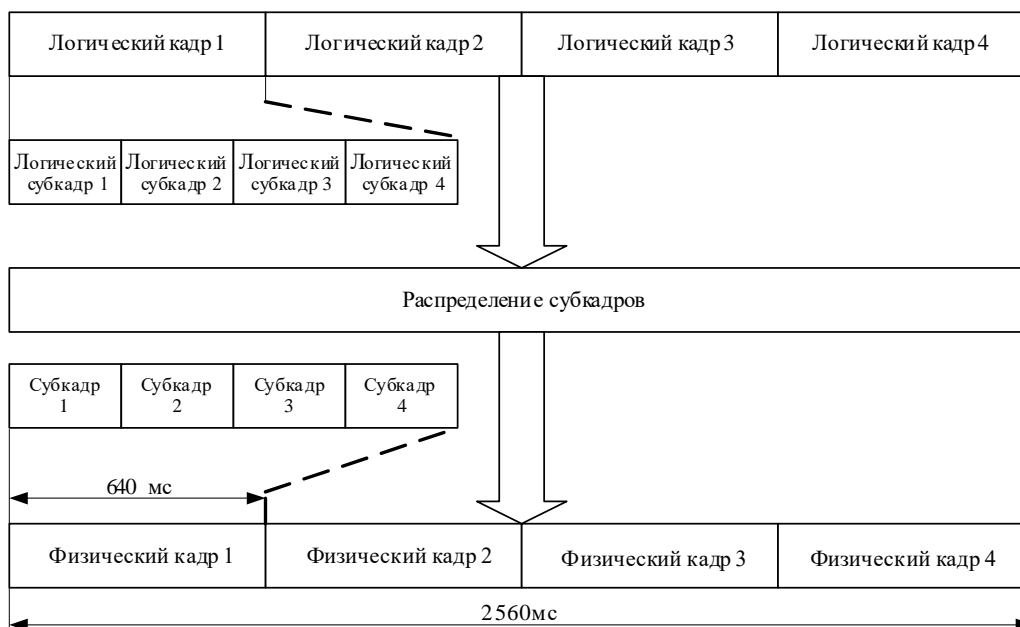 Логический кадр 1 Логический кадр 2 Логический кадр 3 Логический кадр 4
Логический субкадр 1
Логический субкадр 2
Логический субкадр 3
Логический субкадр 4
Распределение субкадров
Субкадр 1
Субкадр 2
Субкадр 3
Субкадр 4
640 мс
Физический кадр 1 Физический кадр 2 Физический кадр 3 Физический кадр 4
2560мс